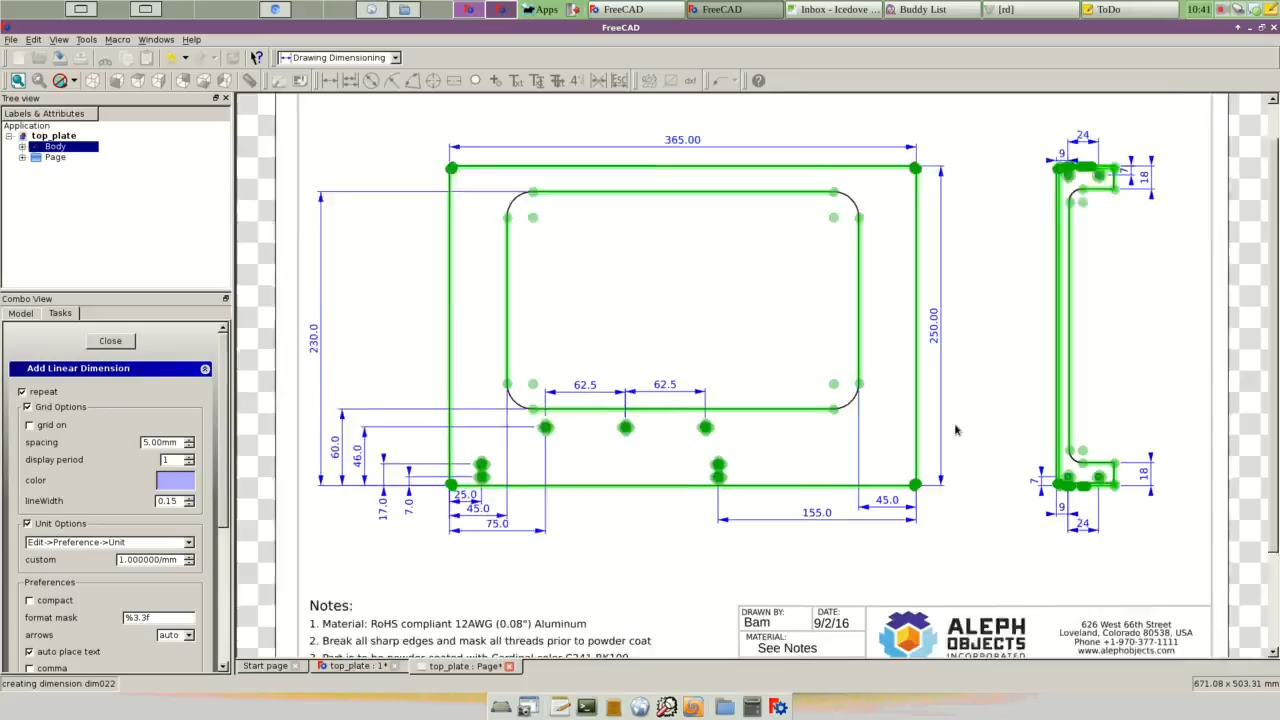 Apps
FreeCAD
FreeCAD
Inbox - Icedove ...
Buddy List
[rd]
ToDo
10:41
FreeCAD
File Edit View Tools Macro Windows Help
Drawing Dimensioning
Tree view
Labels & Attributes
Application
top_plate
Body
Page
Combo View
Model Tasks
Close
Add Linear Dimension
repeat
Grid Options
grid on
spacing 5.00mm
display period 1
color
lineWidth 0.15
Unit Options
Edit->Preference->Unit
custom 1.000000/mm
Preferences
compact
format mask %3.3f
arrows auto
auto place text
comma
365.00
230.0
250.00
62.5 62.5
60.0
46.0
17.0
7.0
25.0
45.0
75.0
45.0
155.0
24
9
7
18
7
18
9
24
Notes:
1. Material: RoHS compliant 12AWG (0.08") Aluminum
2. Break all sharp edges and mask all threads prior to powder coat
DRAWN BY:
Bam
DATE:
9/2/16
MATERIAL:
See Notes
ALEPH
OBJECTS
INCORPORATED
626 West 66th Street
Loveland, Colorado 80538, USA
Phone +1-970-377-1111
www.alephobjects.com
Start page
top_plate : 1*
top_plate : Page*
creating dimension dim022
671.08 x 503.31 mm